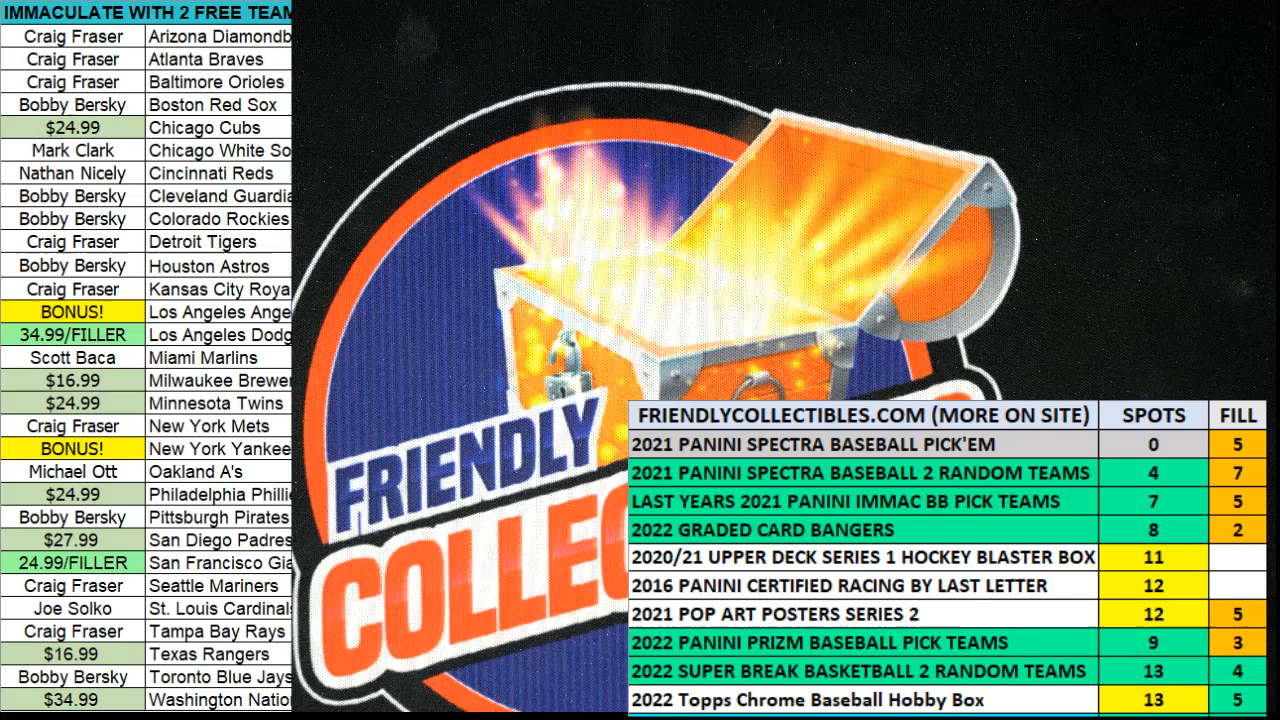 IMMACULATE WITH 2 FREE TEAM
Craig Fraser Arizona Diamondb
Craig Fraser Atlanta Braves
Craig Fraser Baltimore Orioles
Bobby Bersky Boston Red Sox
$24.99 Chicago Cubs
Mark Clark Chicago White So
Nathan Nicely Cincinnati Reds
Bobby Bersky Cleveland Guardia
Bobby Bersky Colorado Rockies
Craig Fraser Detroit Tigers
Bobby Bersky Houston Astros
Craig Fraser Kansas City Roya
BONUS! Los Angeles Ange
34.99/FILLER Los Angeles Dodg
Scott Baca Miami Marlins
$16.99 Milwaukee Brewer
$24.99 Minnesota Twins
Craig Fraser New York Mets
BONUS! New York Yankee
Michael Ott Oakland A's
$24.99 Philadelphia Phillie
Bobby Bersky Pittsburgh Pirates
$27.99 San Diego Padres
24.99/FILLER San Francisco Gia
Craig Fraser Seattle Mariners
Joe Solko St. Louis Cardinals
Craig Fraser Tampa Bay Rays
$16.99 Texas Rangers
Bobby Bersky Toronto Blue Jays
$34.99 Washington Natio
FRIENDLY
COLLEC
FRIENDLYCOLLECTIBLES.COM (MORE ON SITE) SPOTS FILL
2021 PANINI SPECTRA BASEBALL PICK'EM 0 5
2021 PANINI SPECTRA BASEBALL 2 RANDOM TEAMS 4 7
LAST YEARS 2021 PANINI IMMAC BB PICK TEAMS 7 5
2022 GRADED CARD BANGERS 8 2
2020/21 UPPER DECK SERIES 1 HOCKEY BLASTER BOX 11
2016 PANINI CERTIFIED RACING BY LAST LETTER 12
2021 POP ART POSTERS SERIES 2 12 5
2022 PANINI PRIZM BASEBALL PICK TEAMS 9 3
2022 SUPER BREAK BASKETBALL 2 RANDOM TEAMS 13 4
2022 Topps Chrome Baseball Hobby Box 13 5